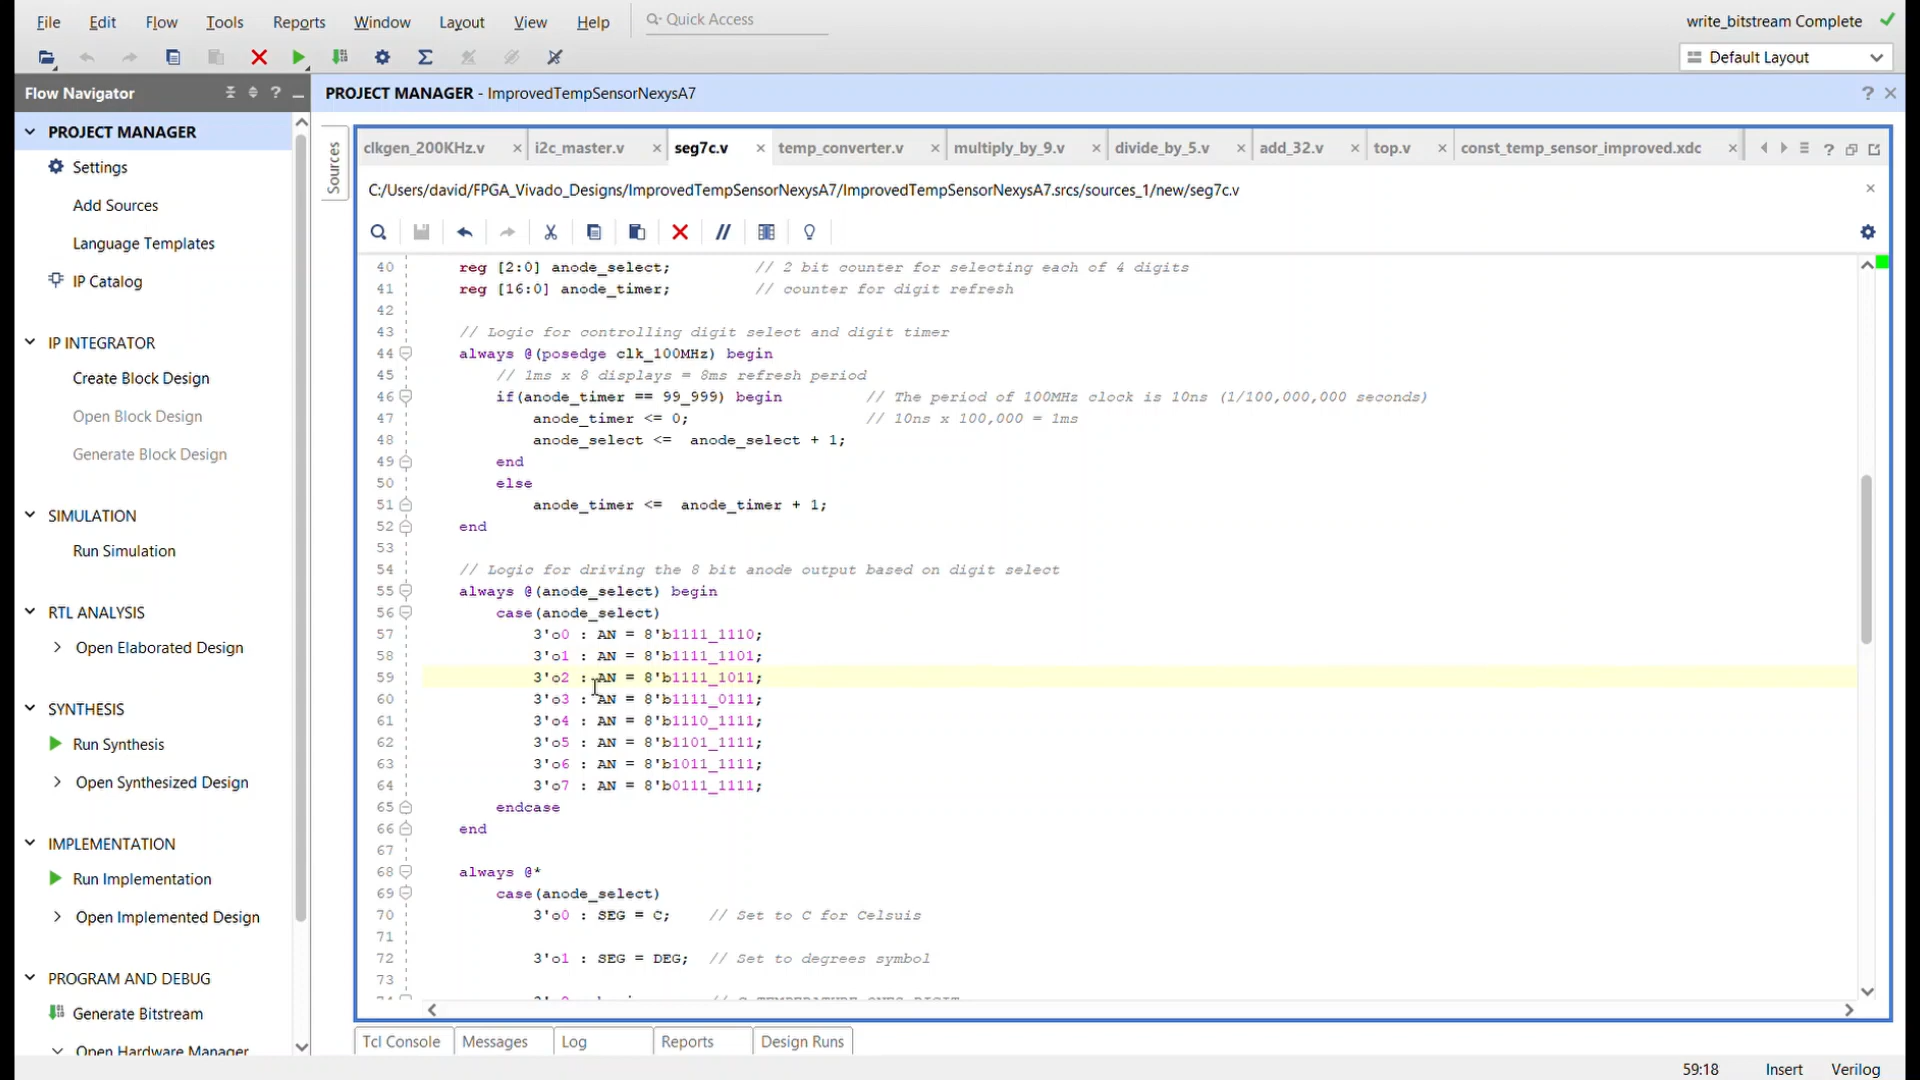 File Edit Flow Tools Reports Window Layout View Help Quick Access write_bitstream Complete
Default Layout
Flow Navigator
PROJECT MANAGER - ImprovedTempSensorNexysA7
PROJECT MANAGER
Settings
Add Sources
Language Templates
IP Catalog
IP INTEGRATOR
Create Block Design
Open Block Design
Generate Block Design
SIMULATION
Run Simulation
RTL ANALYSIS
Open Elaborated Design
SYNTHESIS
Run Synthesis
Open Synthesized Design
IMPLEMENTATION
Run Implementation
Open Implemented Design
PROGRAM AND DEBUG
Generate Bitstream
Open Hardware Manager
Sources
clkgen_200KHz.v i2c_master.v seg7c.v temp_converter.v multiply_by_9.v divide_by_5.v add_32.v top.v const_temp_sensor_improved.xdc
C:/Users/david/FPGA_Vivado_Designs/ImprovedTempSensorNexysA7/ImprovedTempSensorNexysA7.srcs/sources_1/new/seg7c.v
40 reg [2:0] anode_select; // 2 bit counter for selecting each of 4 digits
41 reg [16:0] anode_timer; // counter for digit refresh
42
43 // Logic for controlling digit select and digit timer
44 always @(posedge clk_100MHz) begin
45 // 1ms x 8 displays = 8ms refresh period
46 if(anode_timer == 99_999) begin // The period of 100MHz clock is 10ns (1/100,000,000 seconds)
47 anode_timer <= 0; // 10ns x 100,000 = 1ms
48 anode_select <= anode_select + 1;
49 end
50 else
51 anode_timer <= anode_timer + 1;
52 end
53
54 // Logic for driving the 8 bit anode output based on digit select
55 always @(anode_select) begin
56 case(anode_select)
57 3'o0 : AN = 8'b1111_1110;
58 3'o1 : AN = 8'b1111_1101;
59 3'o2 : AN = 8'b1111_1011;
60 3'o3 : AN = 8'b1111_0111;
61 3'o4 : AN = 8'b1110_1111;
62 3'o5 : AN = 8'b1101_1111;
63 3'o6 : AN = 8'b1011_1111;
64 3'o7 : AN = 8'b0111_1111;
65 endcase
66 end
67
68 always @*
69 case(anode_select)
70 3'o0 : SEG = C; // Set to C for Celsuis
71
72 3'o1 : SEG = DEG; // Set to degrees symbol
73
Tcl Console Messages Log Reports Design Runs
59:18 Insert Verilog